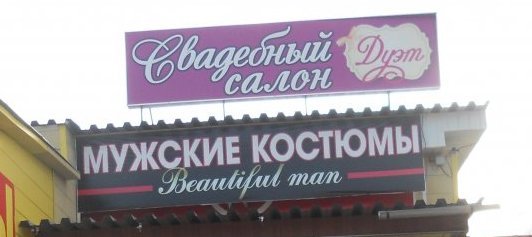 Свадебный
салон
Дуэт
МУЖСКИЕ КОСТЮМЫ
Beautiful man